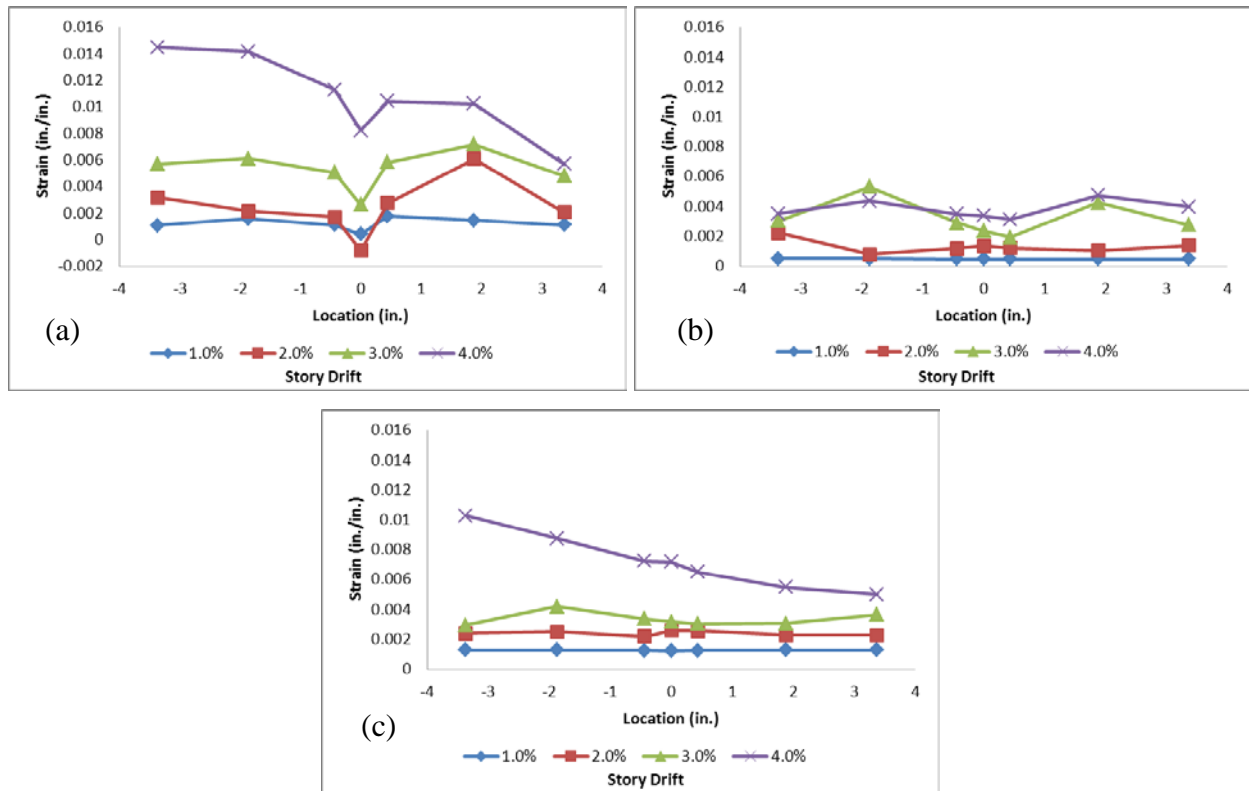 0.016
0.014
0.012
0.01
0.008
0.006
0.004
0.002
0
-0.002
Strain (in./in.)
-4 -3 -2 -1 0 1 2 3 4
Location (in.)
(a)
1.0% 2.0% 3.0% 4.0%
Story Drift
0.016
0.014
0.012
0.01
0.008
0.006
0.004
0.002
0
Strain (in./in.)
-4 -3 -2 -1 0 1 2 3 4
Location (in.)
(b)
1.0% 2.0% 3.0% 4.0%
Story Drift
0.016
0.014
0.012
0.01
0.008
0.006
0.004
0.002
0
Strain (in./in.)
-4 -3 -2 -1 0 1 2 3 4
Location (in.)
(c)
1.0% 2.0% 3.0% 4.0%
Story Drift